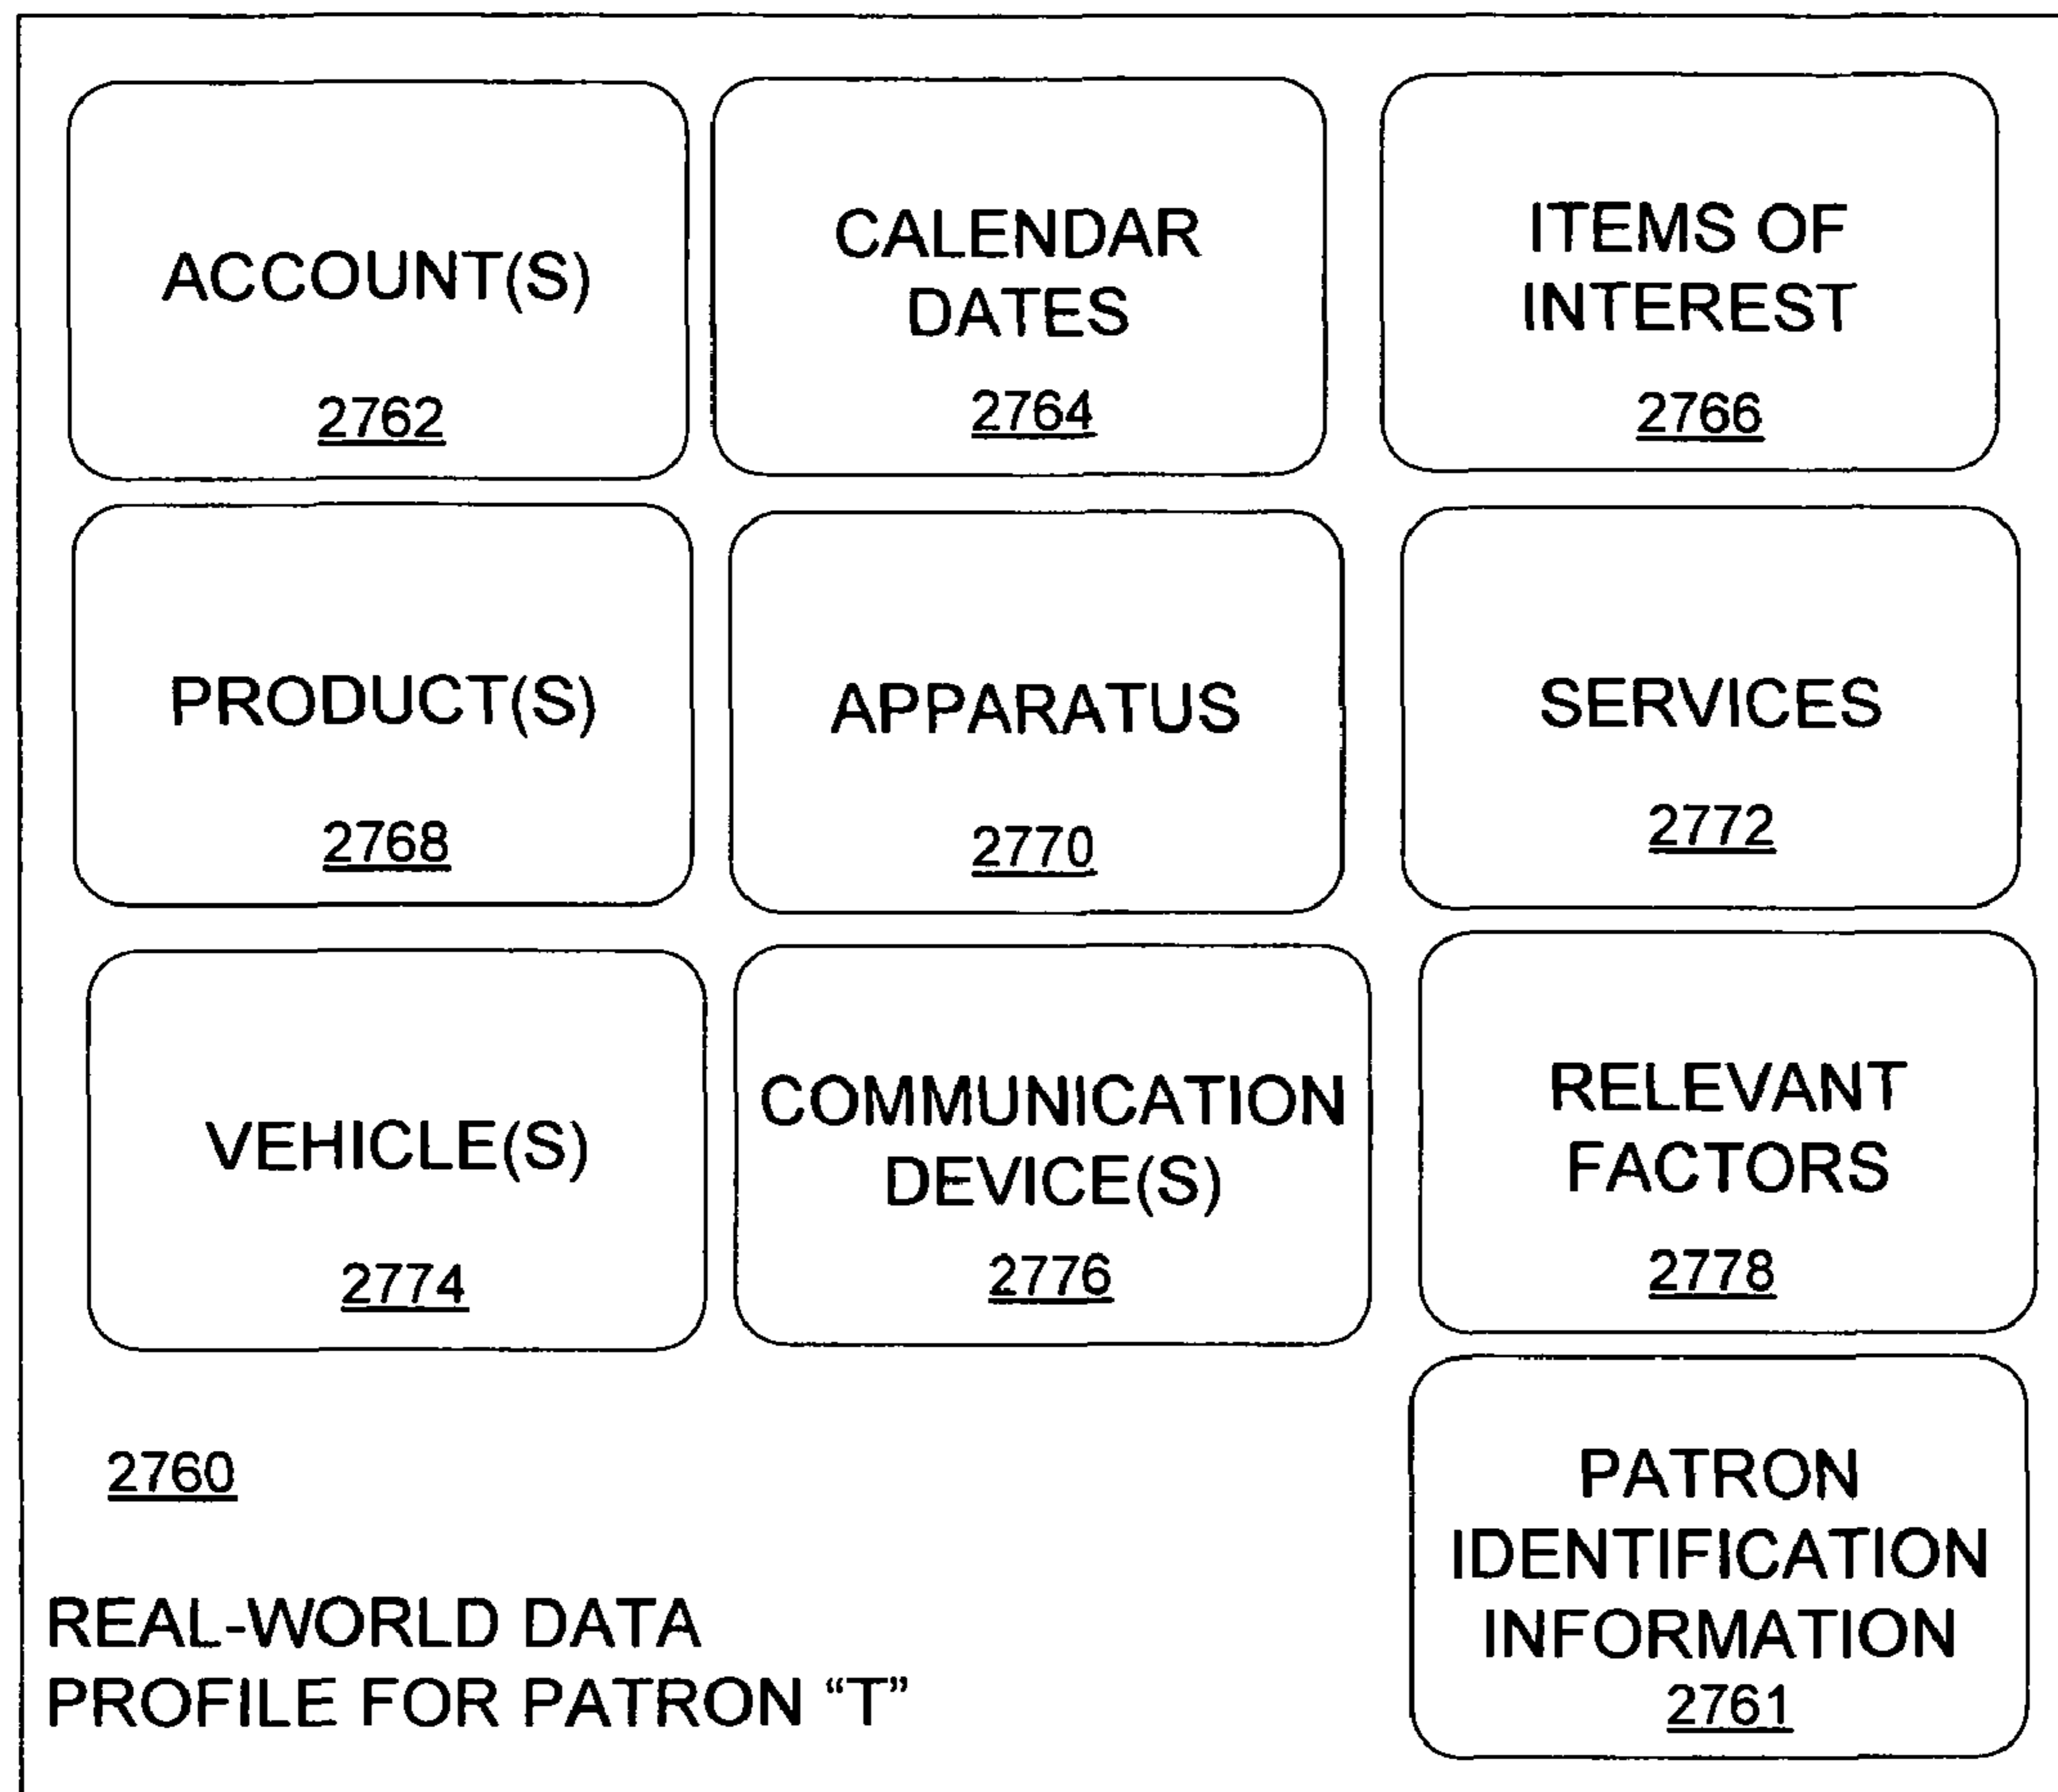 ACCOUNT(S)
2762
CALENDAR
DATES
2764
ITEMS OF
INTEREST
2766
PRODUCT(S)
2768
APPARATUS
2770
SERVICES
2772
VEHICLE(S)
2774
COMMUNICATION
DEVICE(S)
2776
RELEVANT
FACTORS
2778
2760
REAL-WORLD DATA
PROFILE FOR PATRON “T”
PATRON
IDENTIFICATION
INFORMATION
2761